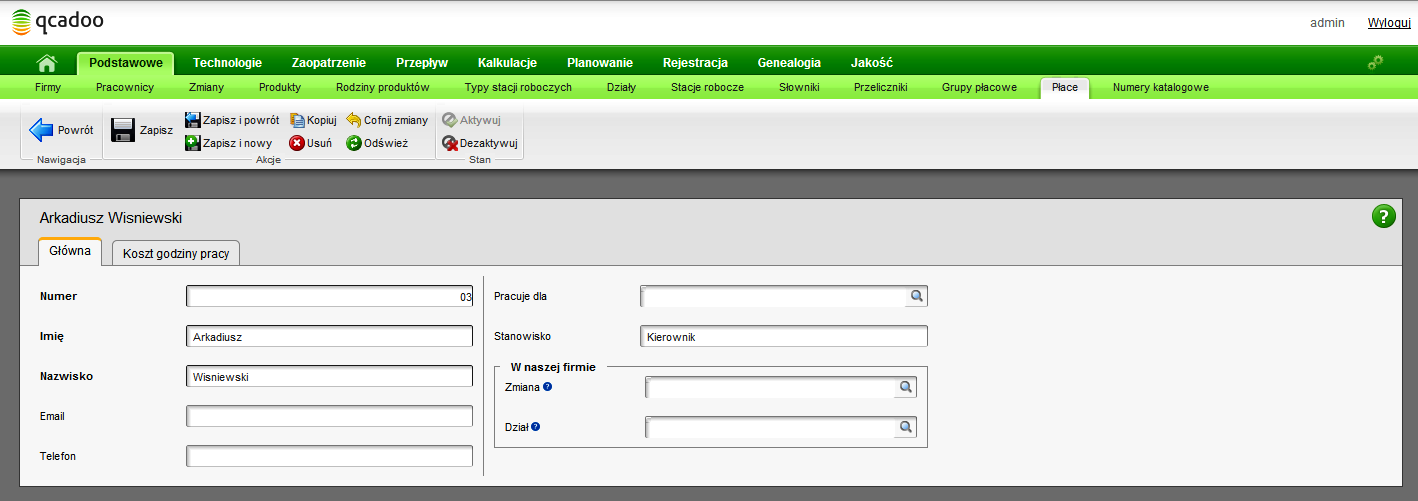 qcadoo
admin Wyloguj
Podstawowe Technologie Zaopatrzenie Przepływ Kalkulacje Planowanie Rejestracja Genealogia Jakość
Firmy Pracownicy Zmiany Produkty Rodziny produktów Typy stacji roboczych Działy Stacje robocze Słowniki Przeliczniki Grupy płacowe Płace Numery katalogowe
Powrót Zapisz Zapisz i powrót Kopiuj Cofnij zmiany Aktywuj
Zapisz i nowy Usuń Odśwież Dezaktywuj
Nawigacja Akcje Stan
Arkadiusz Wisniewski
?
Główna Koszt godziny pracy
Numer 03
Imię Arkadiusz
Nazwisko Wisniewski
Email
Telefon
Pracuje dla
Stanowisko Kierownik
W naszej firmie
Zmiana ?
Dział ?